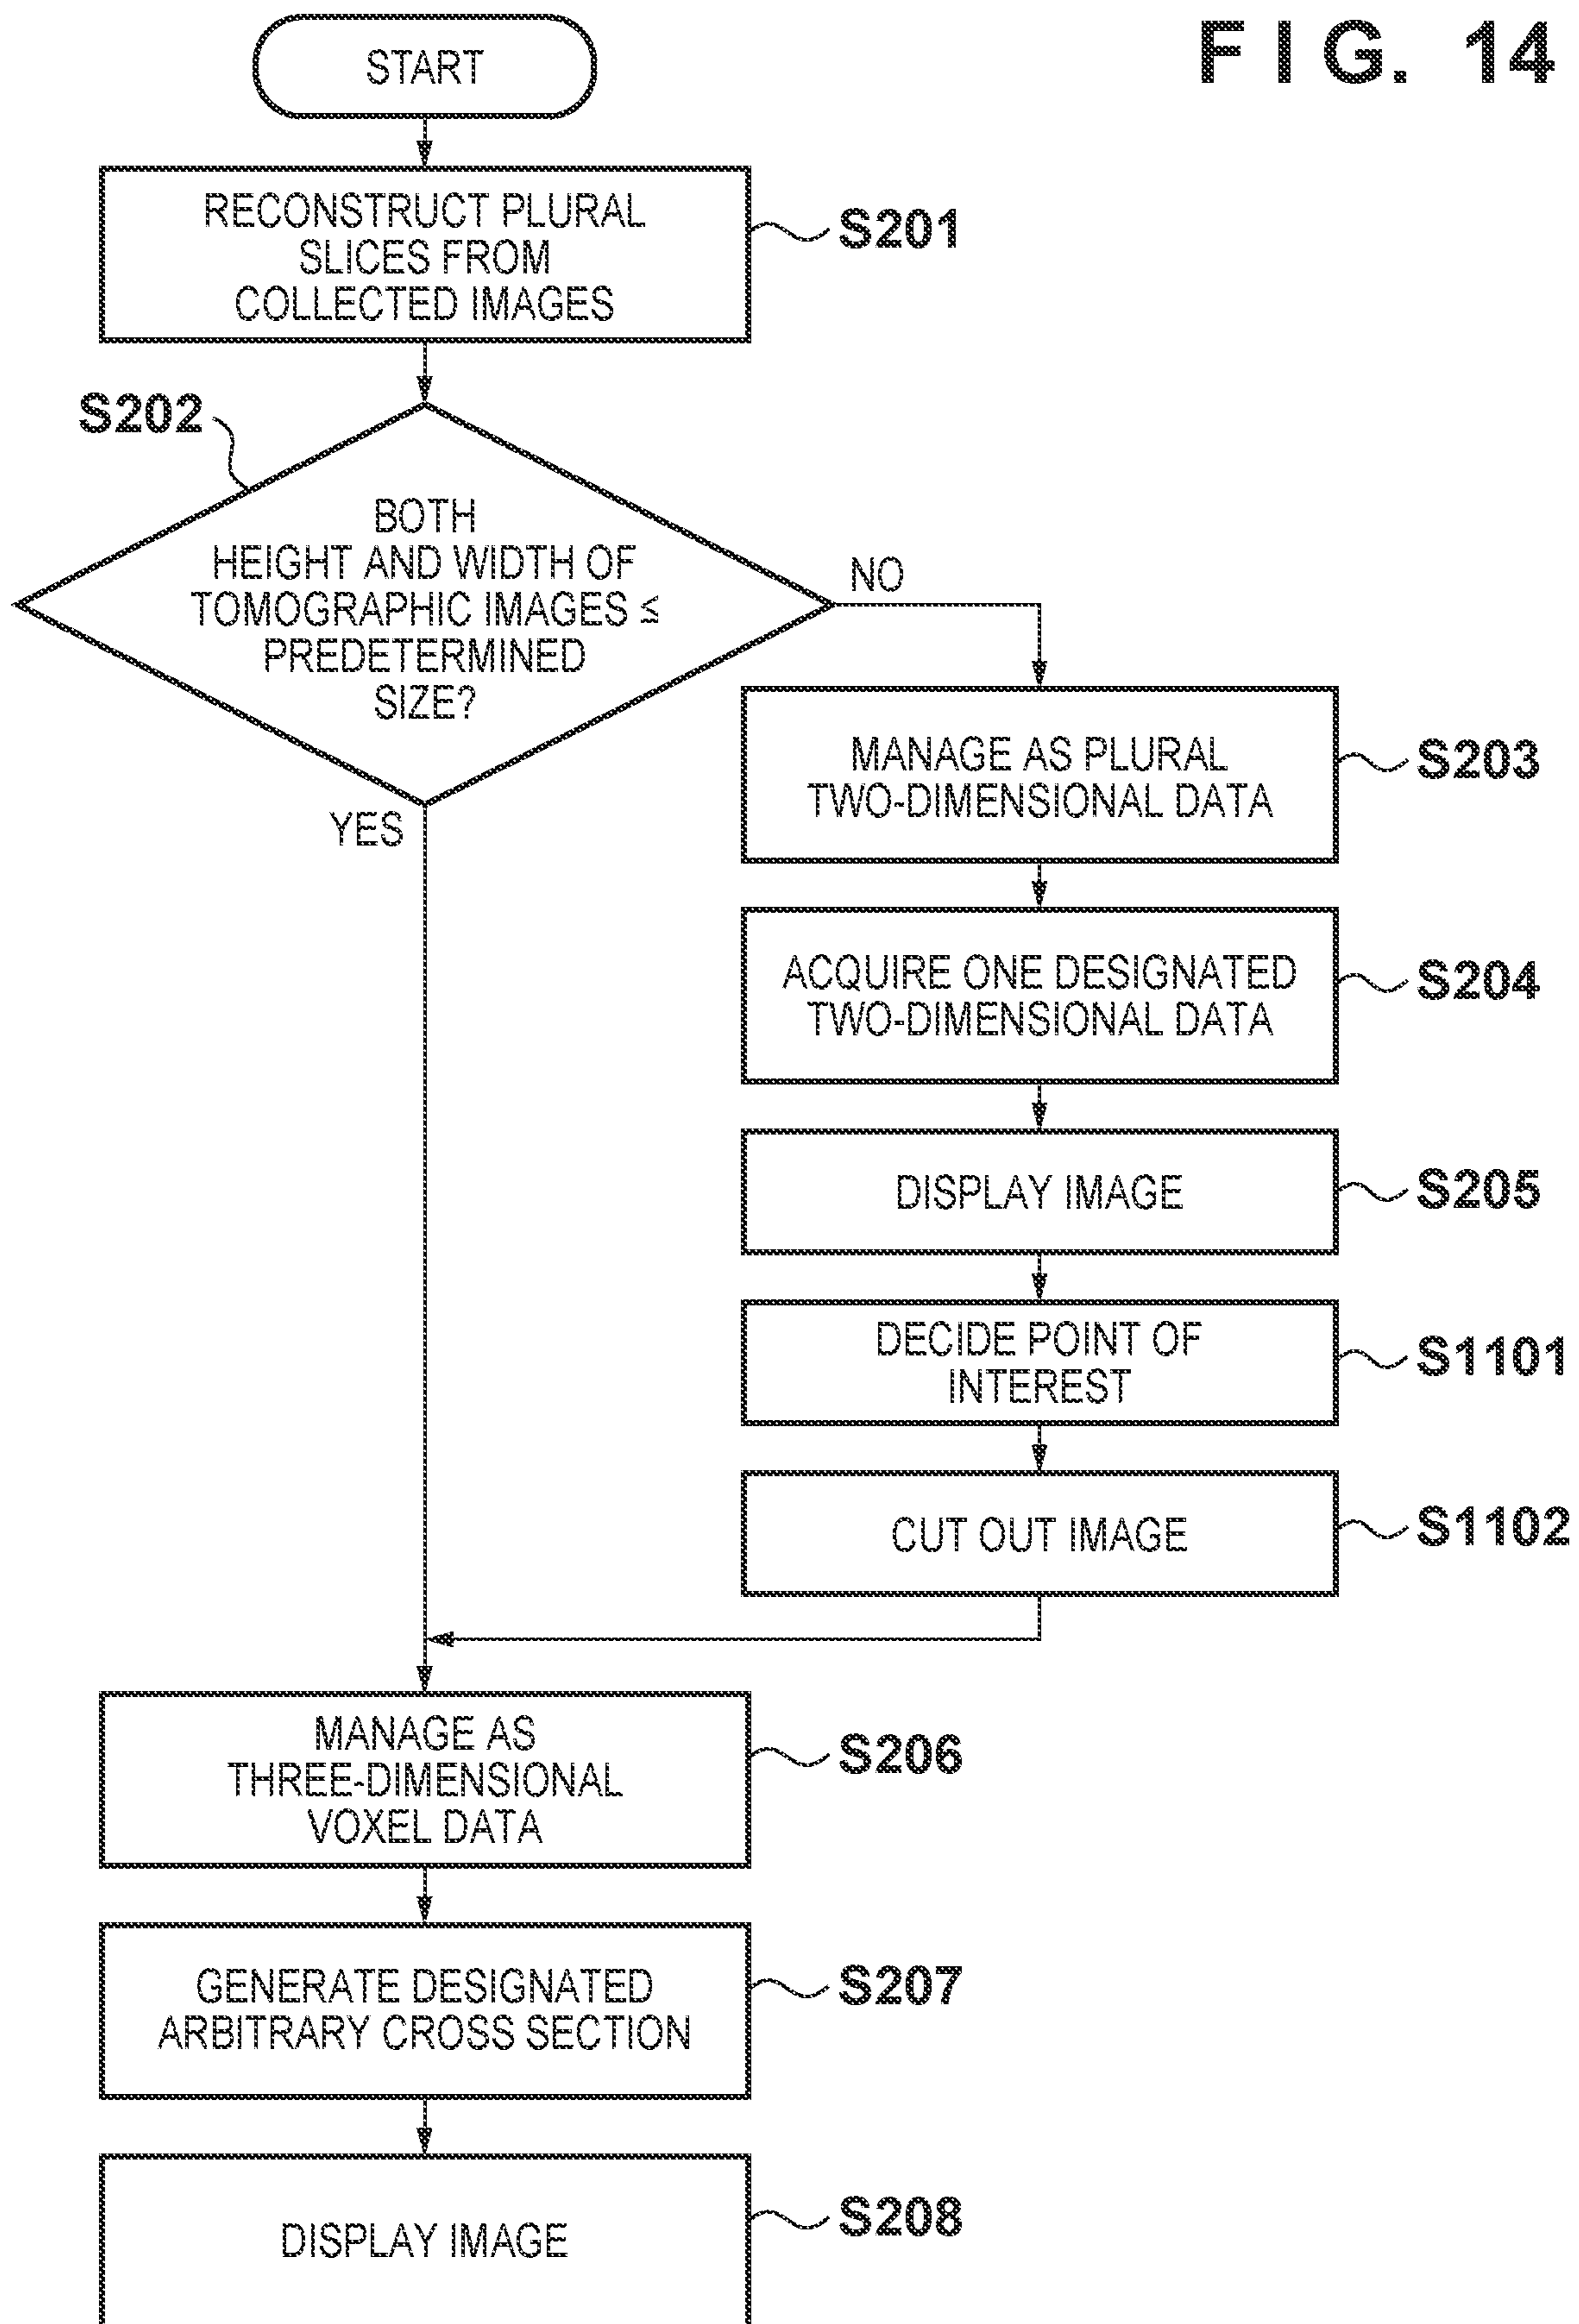 FIG. 14
START
RECONSTRUCT PLURAL
SLICES FROM
COLLECTED IMAGES
S201
S202
BOTH
HEIGHT AND WIDTH OF
TOMOGRAPHIC IMAGES ≤
PREDETERMINED
SIZE?
NO
YES
MANAGE AS PLURAL
TWO-DIMENSIONAL DATA
S203
ACQUIRE ONE DESIGNATED
TWO-DIMENSIONAL DATA
S204
DISPLAY IMAGE
S205
DECIDE POINT OF
INTEREST
S1101
CUT OUT IMAGE
S1102
MANAGE AS
THREE-DIMENSIONAL
VOXEL DATA
S206
GENERATE DESIGNATED
ARBITRARY CROSS SECTION
S207
DISPLAY IMAGE
S208